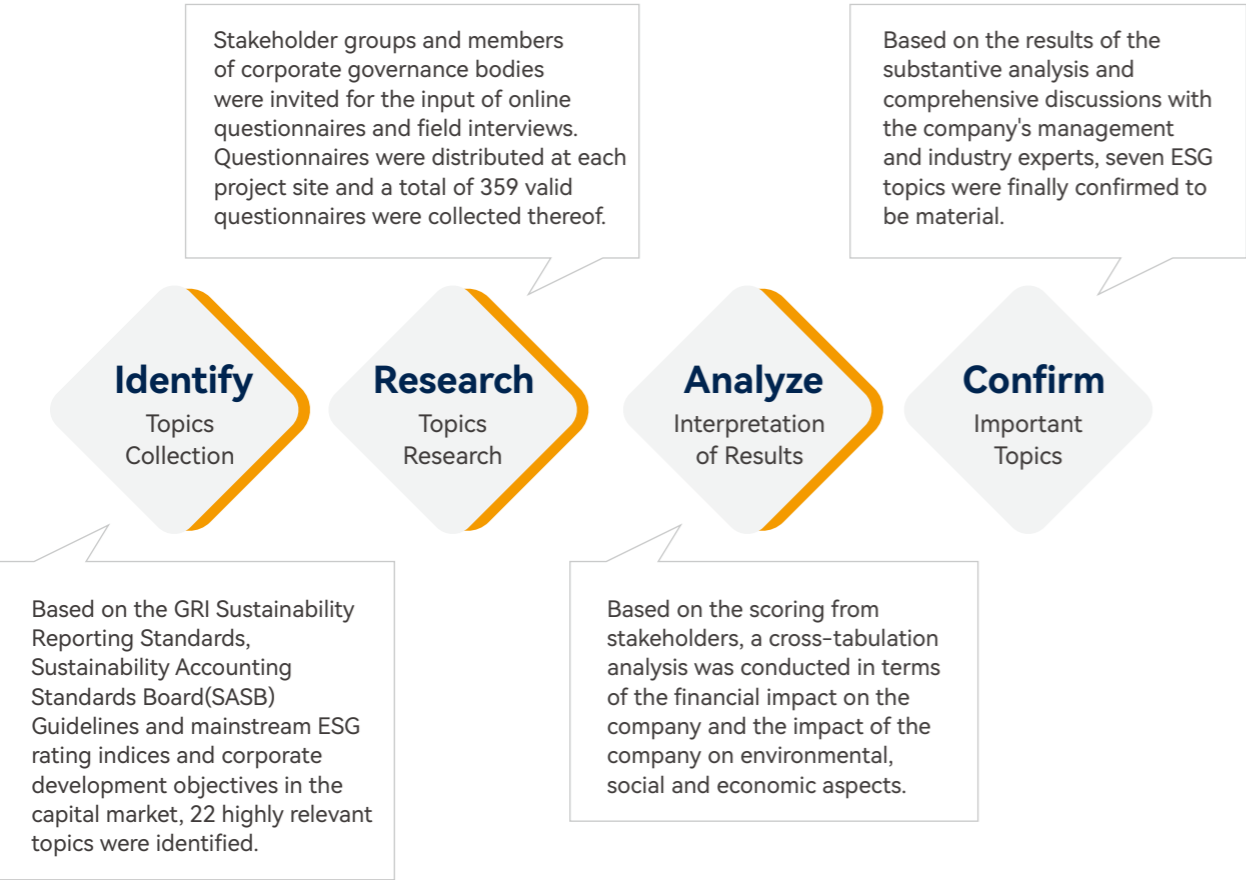 Stakeholder groups and members
of corporate governance bodies
were invited for the input of online
questionnaires and field interviews.
Questionnaires were distributed at each
project site and a total of 359 valid
questionnaires were collected thereof.
Based on the results of the
substantive analysis and
comprehensive discussions with
the company's management
and industry experts, seven ESG
topics were finally confirmed to
be material.
Identify
Topics
Collection
Research
Topics
Research
Analyze
Interpretation
of Results
Confirm
Important
Topics
Based on the GRI Sustainability
Reporting Standards,
Sustainability Accounting
Standards Board(SASB)
Guidelines and mainstream ESG
rating indices and corporate
development objectives in the
capital market, 22 highly relevant
topics were identified.
Based on the scoring from
stakeholders, a cross-tabulation
analysis was conducted in terms
of the financial impact on the
company and the impact of the
company on environmental,
social and economic aspects.